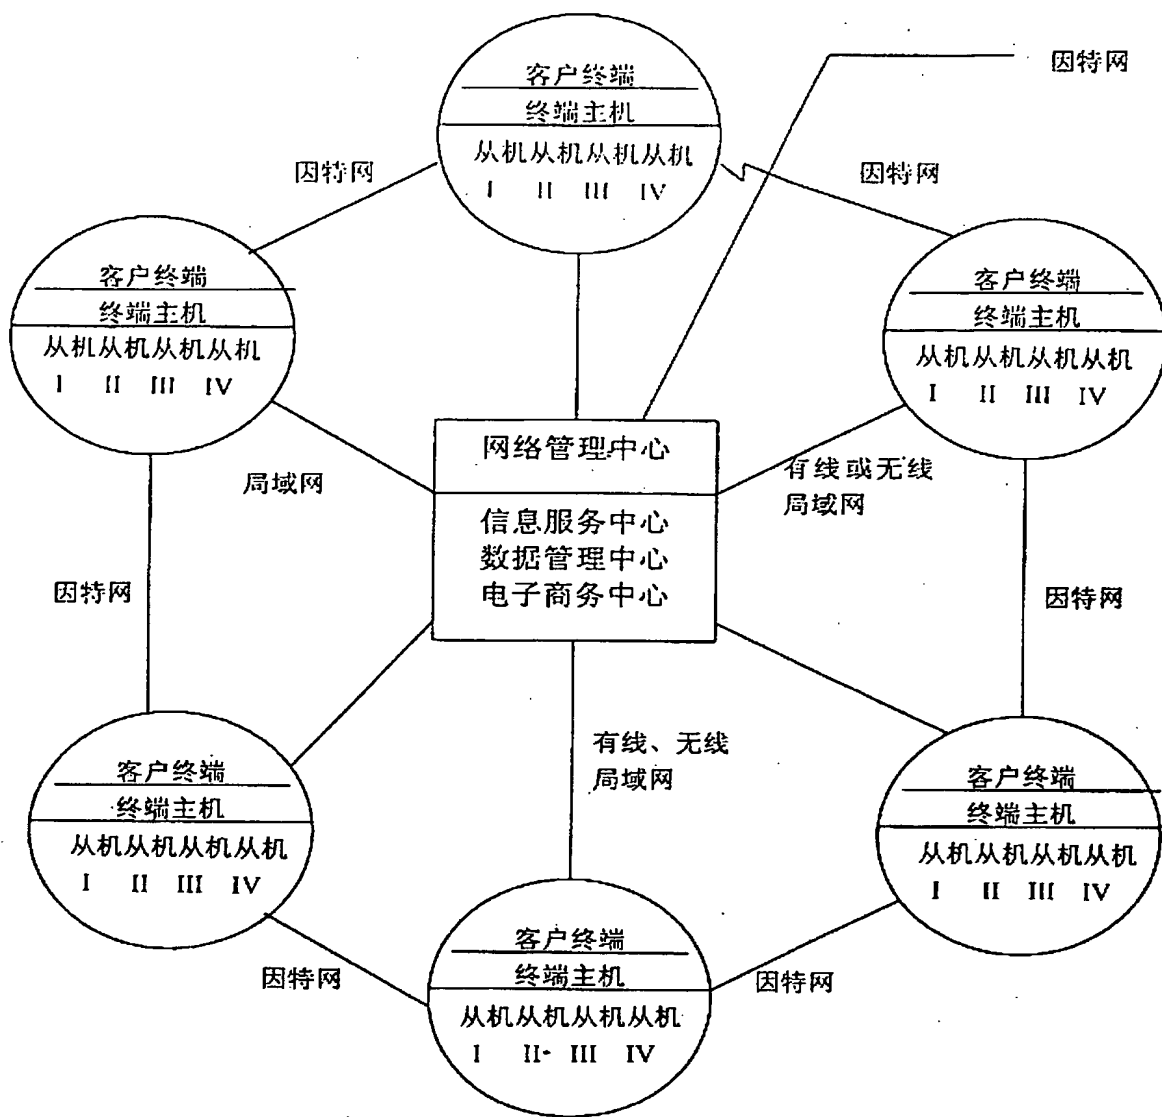 因特网
客户终端
终端主机
从机从机从机从机
I II III IV
因特网
因特网
客户终端
终端主机
从机从机从机从机
I II III IV
客户终端
终端主机
从机从机从机从机
I II III IV
网络管理中心
局域网
有线或无线
局域网
信息服务中心
数据管理中心
电子商务中心
因特网
因特网
有线、无线
局域网
客户终端
终端主机
从机从机从机从机
I II III IV
客户终端
终端主机
从机从机从机从机
I II III IV
因特网
因特网
客户终端
终端主机
从机从机从机从机
I II III IV